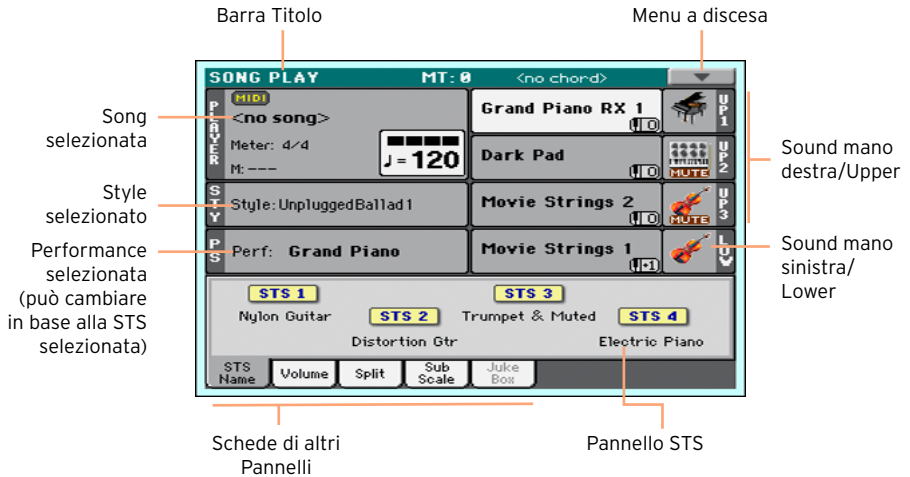 Barra Titolo
Menu a discesa
SONG PLAY MT: 0 <no chord>
PLAYER
MIDI
<no song>
Meter: 4/4
M: ---
♩ = 120
Grand Piano RX 1
0
UP1
Dark Pad
0
MUTE
UP2
STY
Style: UnpluggedBallad1
Movie Strings 2
0
MUTE
UP3
PS
Perf: Grand Piano
Movie Strings 1
+1
LOW
STS 1
Nylon Guitar
STS 2
Distortion Gtr
STS 3
Trumpet & Muted
STS 4
Electric Piano
STS
Name
Volume
Split
Sub
Scale
Juke
Box
Song
selezionata
Style
selezionato
Performance
selezionata
(può cambiare
in base alla STS
selezionata)
Sound mano
destra/Upper
Sound mano
sinistra/
Lower
Schede di altri
Pannelli
Pannello STS